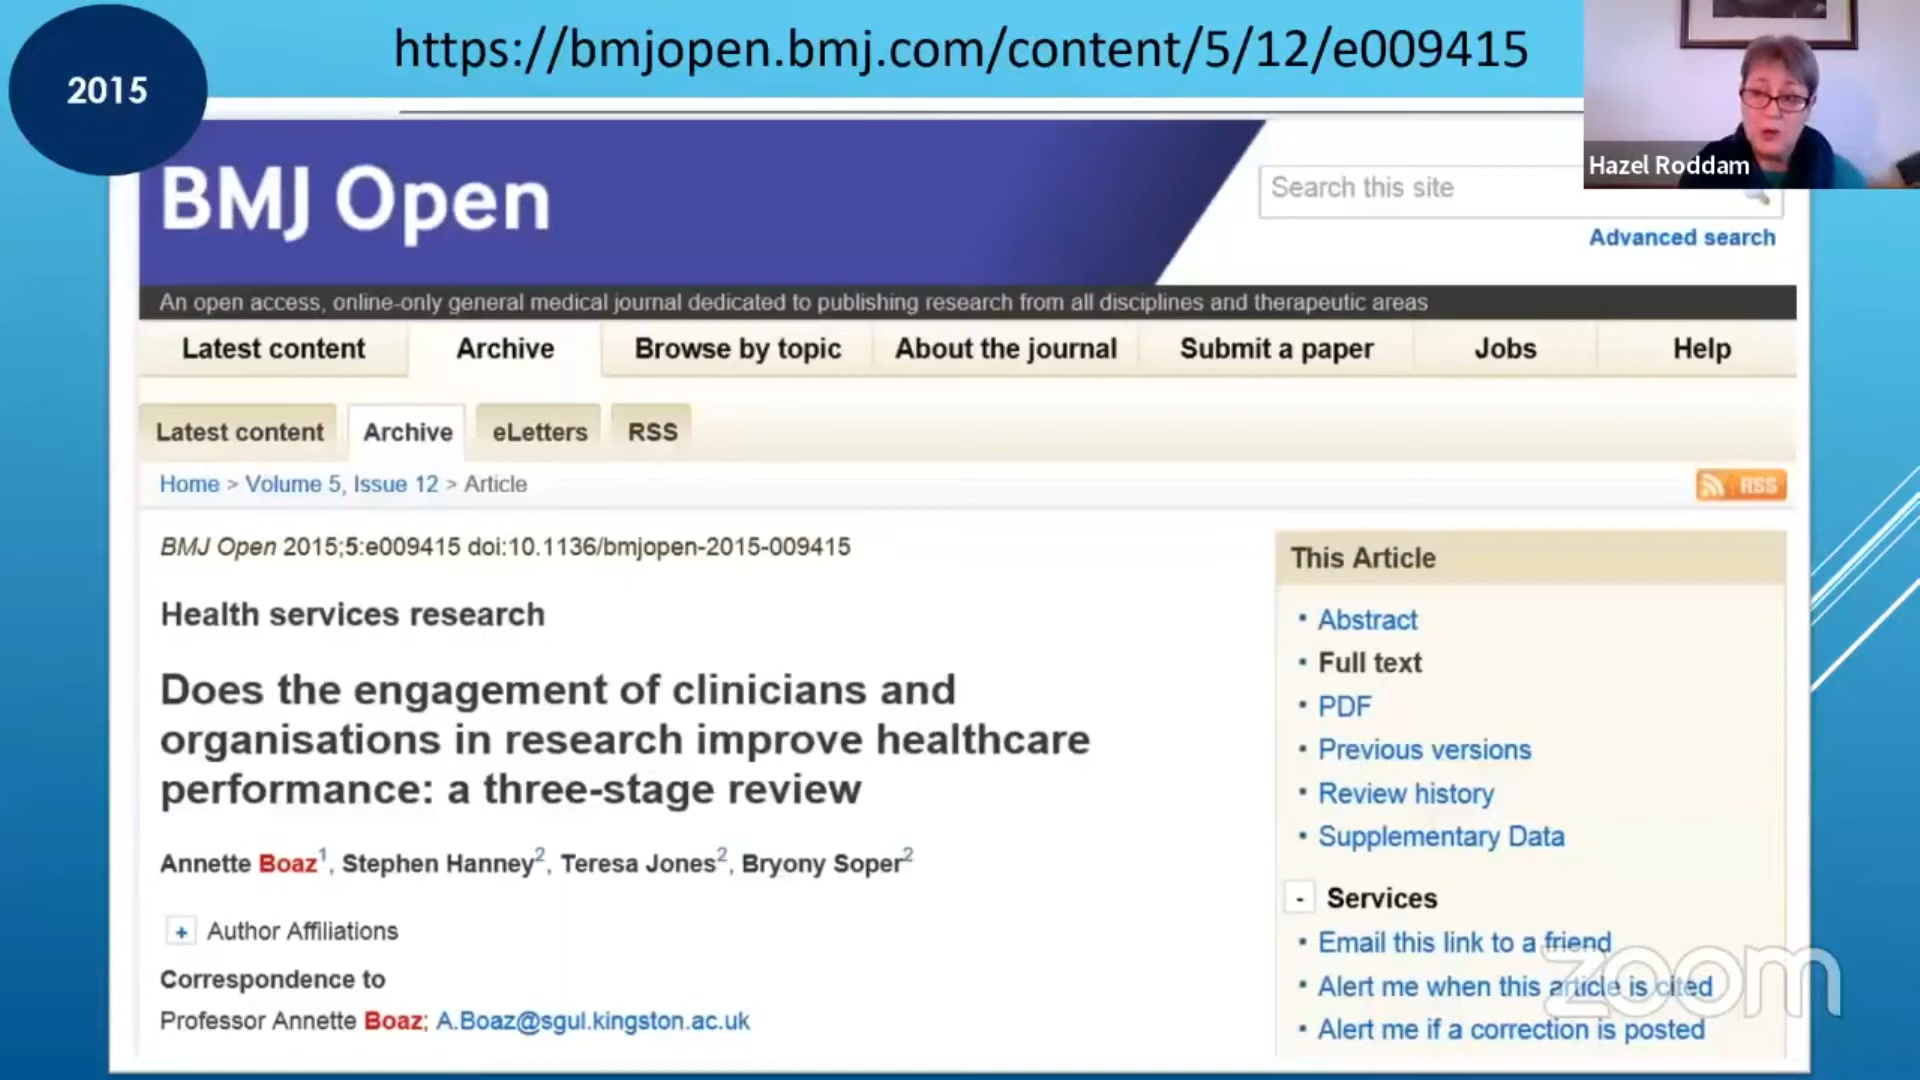 2015
https://bmjopen.bmj.com/content/5/12/e009415
Hazel Roddam
BMJ Open
Search this site
Advanced search
An open access, online-only general medical journal dedicated to publishing research from all disciplines and therapeutic areas
Latest content Archive Browse by topic About the journal Submit a paper Jobs Help
Latest content Archive eLetters RSS
Home > Volume 5, Issue 12 > Article
RSS
BMJ Open 2015;5:e009415 doi:10.1136/bmjopen-2015-009415
Health services research
Does the engagement of clinicians and
organisations in research improve healthcare
performance: a three-stage review
Annette Boaz1, Stephen Hanney2, Teresa Jones2, Bryony Soper2
+ Author Affiliations
Correspondence to
Professor Annette Boaz; A.Boaz@sgul.kingston.ac.uk
This Article
• Abstract
• Full text
• PDF
• Previous versions
• Review history
• Supplementary Data
- Services
• Email this link to a friend
• Alert me when this article is cited
• Alert me if a correction is posted
zoom